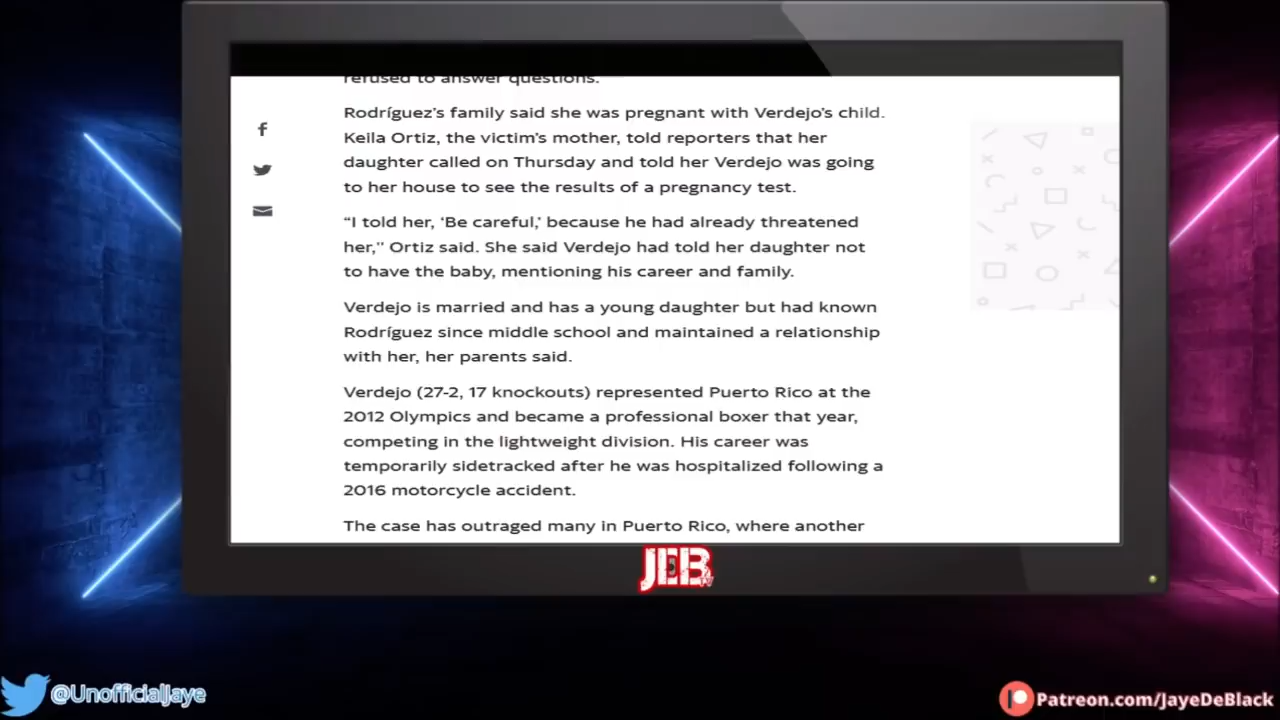 refused to answer questions.
Rodríguez's family said she was pregnant with Verdejo's child.
Keila Ortiz, the victim's mother, told reporters that her
daughter called on Thursday and told her Verdejo was going
to her house to see the results of a pregnancy test.
“I told her, ‘Be careful,’ because he had already threatened
her,” Ortiz said. She said Verdejo had told her daughter not
to have the baby, mentioning his career and family.
Verdejo is married and has a young daughter but had known
Rodríguez since middle school and maintained a relationship
with her, her parents said.
Verdejo (27-2, 17 knockouts) represented Puerto Rico at the
2012 Olympics and became a professional boxer that year,
competing in the lightweight division. His career was
temporarily sidetracked after he was hospitalized following a
2016 motorcycle accident.
The case has outraged many in Puerto Rico, where another
JEB TV
@UnofficialJaye
Patreon.com/JayeDeBlack